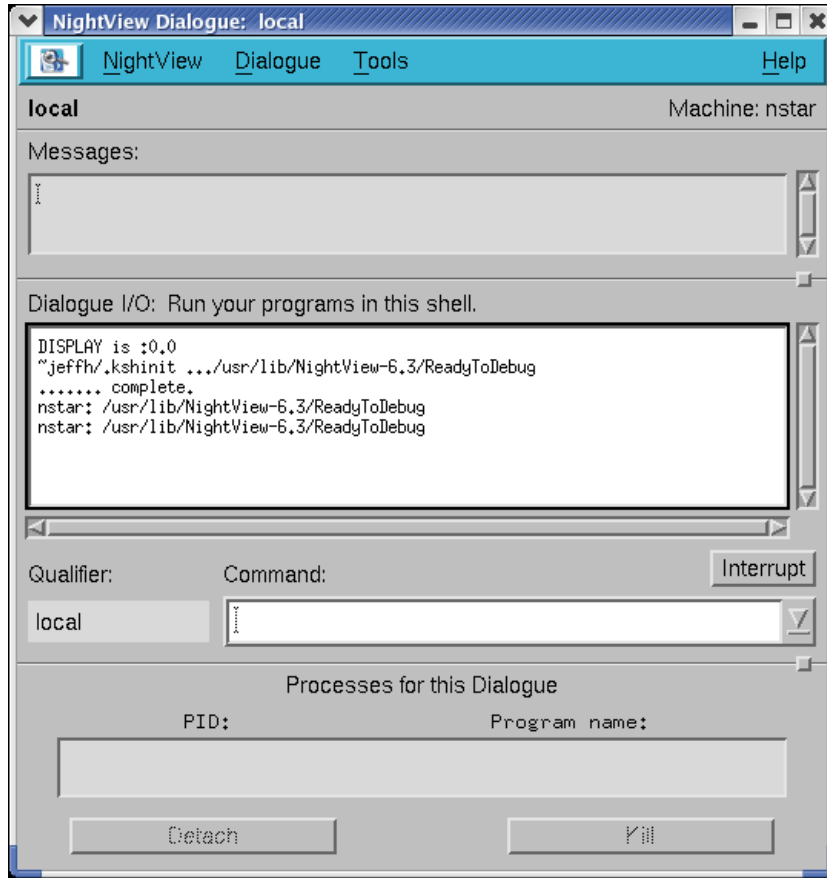 NightView Dialogue: local
NightView Dialogue Tools Help
local Machine: nstar
Messages:
Dialogue I/O: Run your programs in this shell.
DISPLAY is :0.0
~jeffh/.kshinit .../usr/lib/NightView-6.3/ReadyToDebug
....... complete.
nstar: /usr/lib/NightView-6.3/ReadyToDebug
nstar: /usr/lib/NightView-6.3/ReadyToDebug
Interrupt
Qualifier: Command:
local
Processes for this Dialogue
PID: Program name:
Detach Kill